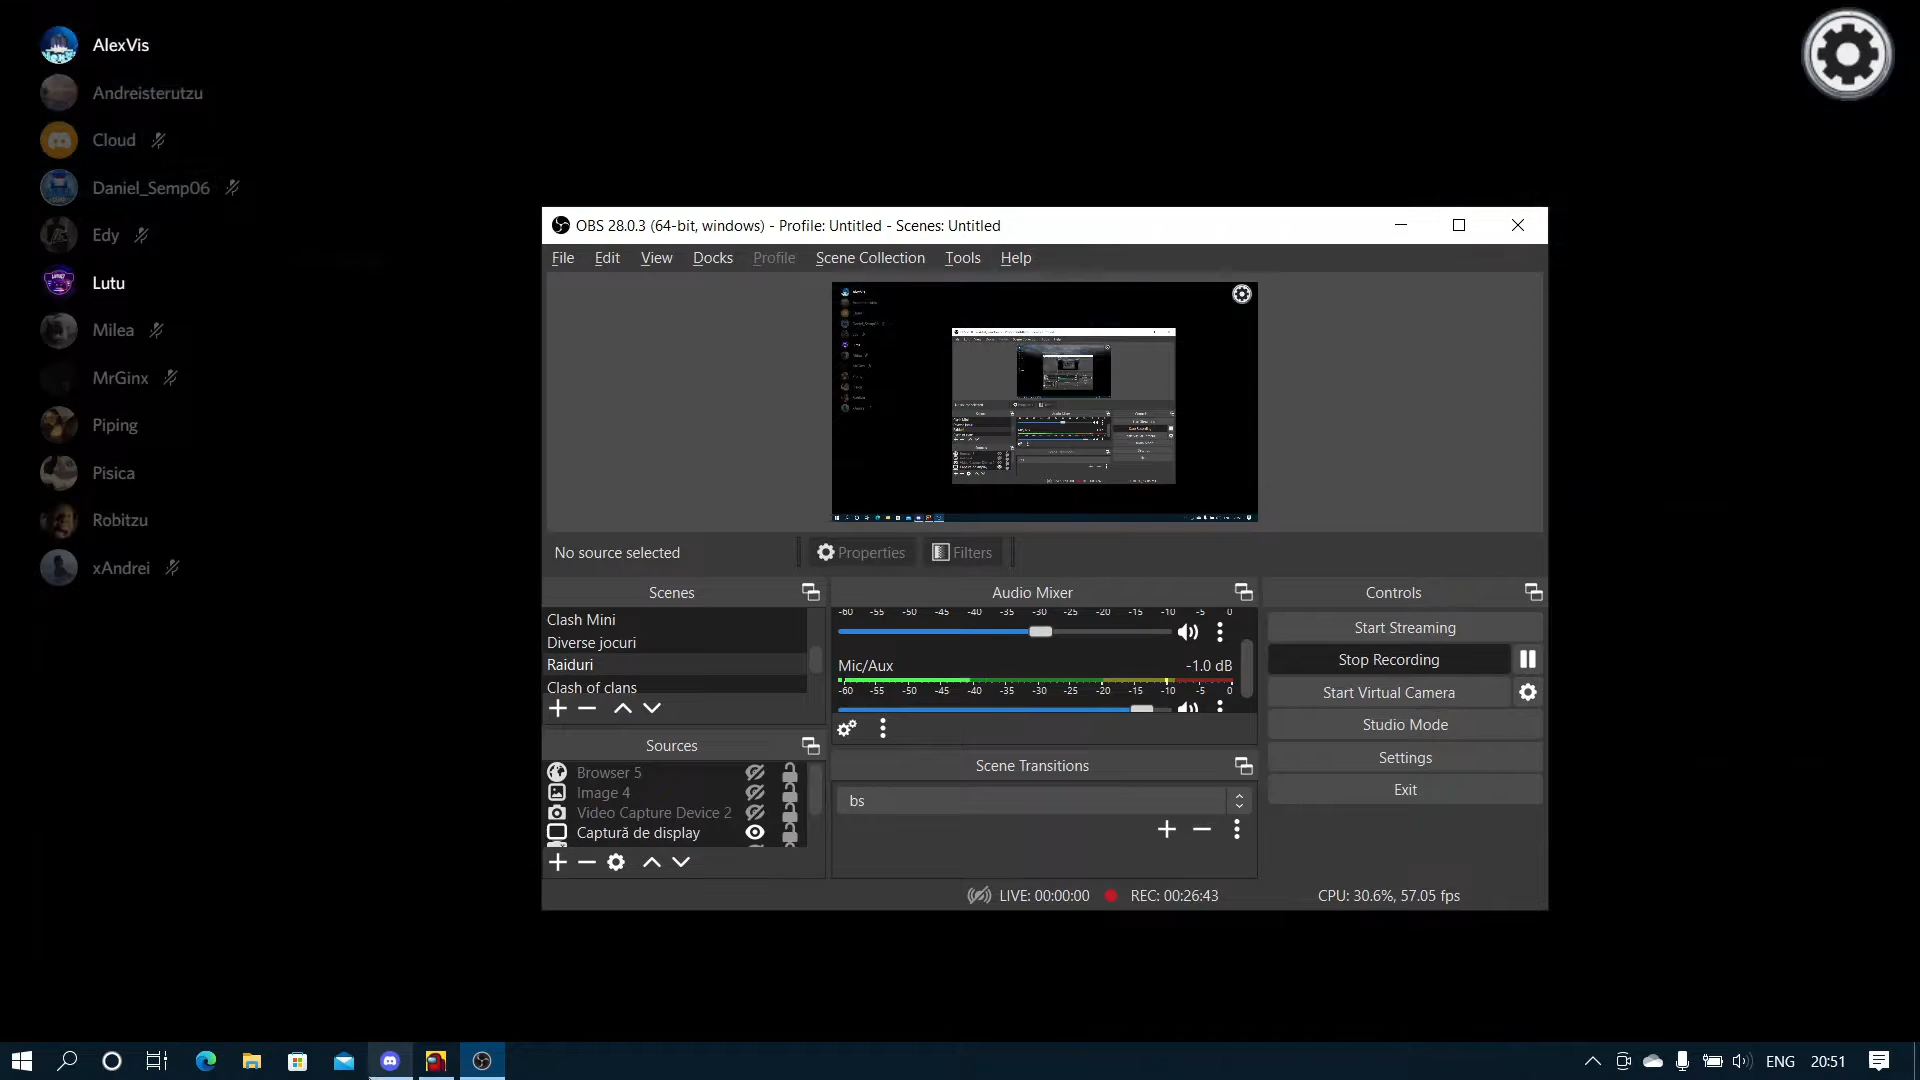 AlexVis
Andreisterutzu
Cloud
Daniel_Semp06
Edy
Lutu
Milea
MrGinx
Piping
Pisica
Robitzu
xAndrei
OBS 28.0.3 (64-bit, windows) - Profile: Untitled - Scenes: Untitled
File Edit View Docks Profile Scene Collection Tools Help
No source selected
Properties
Filters
Scenes
Clash Mini
Diverse jocuri
Raiduri
Clash of clans
Sources
Browser 5
Image 4
Video Capture Device 2
Captură de display
Audio Mixer
-60 -55 -50 -45 -40 -35 -30 -25 -20 -15 -10 -5 0
Mic/Aux -1.0 dB
-60 -55 -50 -45 -40 -35 -30 -25 -20 -15 -10 -5 0
Scene Transitions
bs
Controls
Start Streaming
Stop Recording
Start Virtual Camera
Studio Mode
Settings
Exit
LIVE: 00:00:00 REC: 00:26:43 CPU: 30.6%, 57.05 fps
ENG 20:51